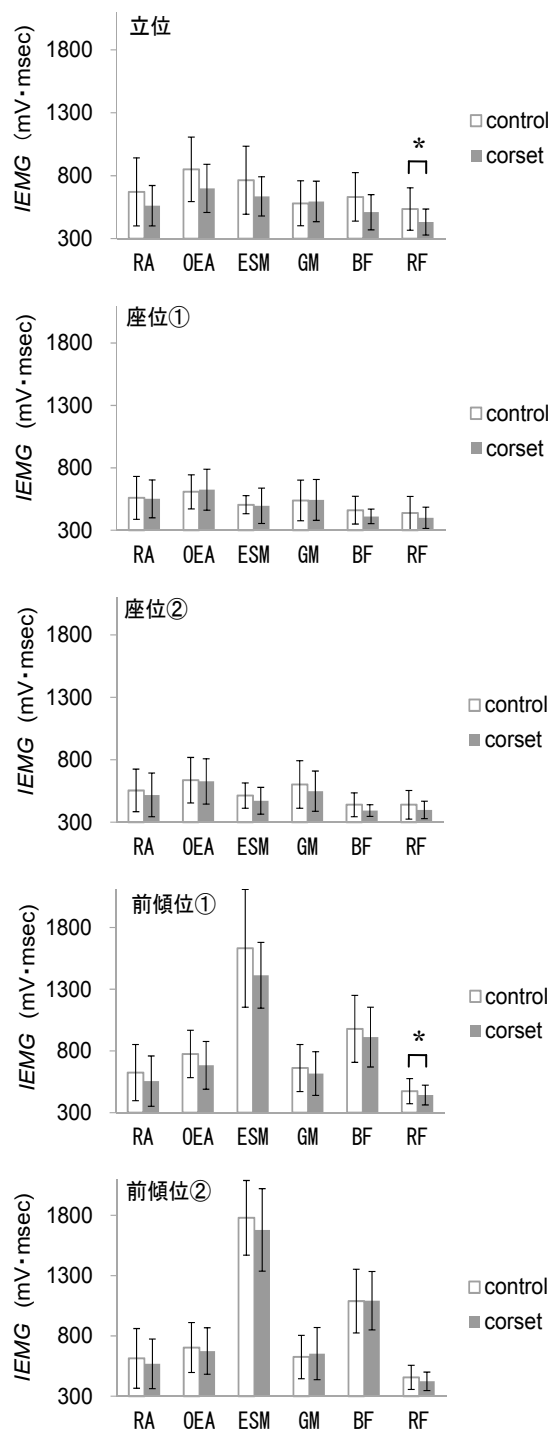 立位
1800
1300
800
300
IEMG (mV・msec)
control
corset
*
RA OEA ESM GM BF RF
座位①
1800
1300
800
300
IEMG (mV・msec)
control
corset
RA OEA ESM GM BF RF
座位②
1800
1300
800
300
IEMG (mV・msec)
control
corset
RA OEA ESM GM BF RF
前傾位①
1800
1300
800
300
IEMG (mV・msec)
control
corset
*
RA OEA ESM GM BF RF
前傾位②
1800
1300
800
300
IEMG (mV・msec)
control
corset
RA OEA ESM GM BF RF